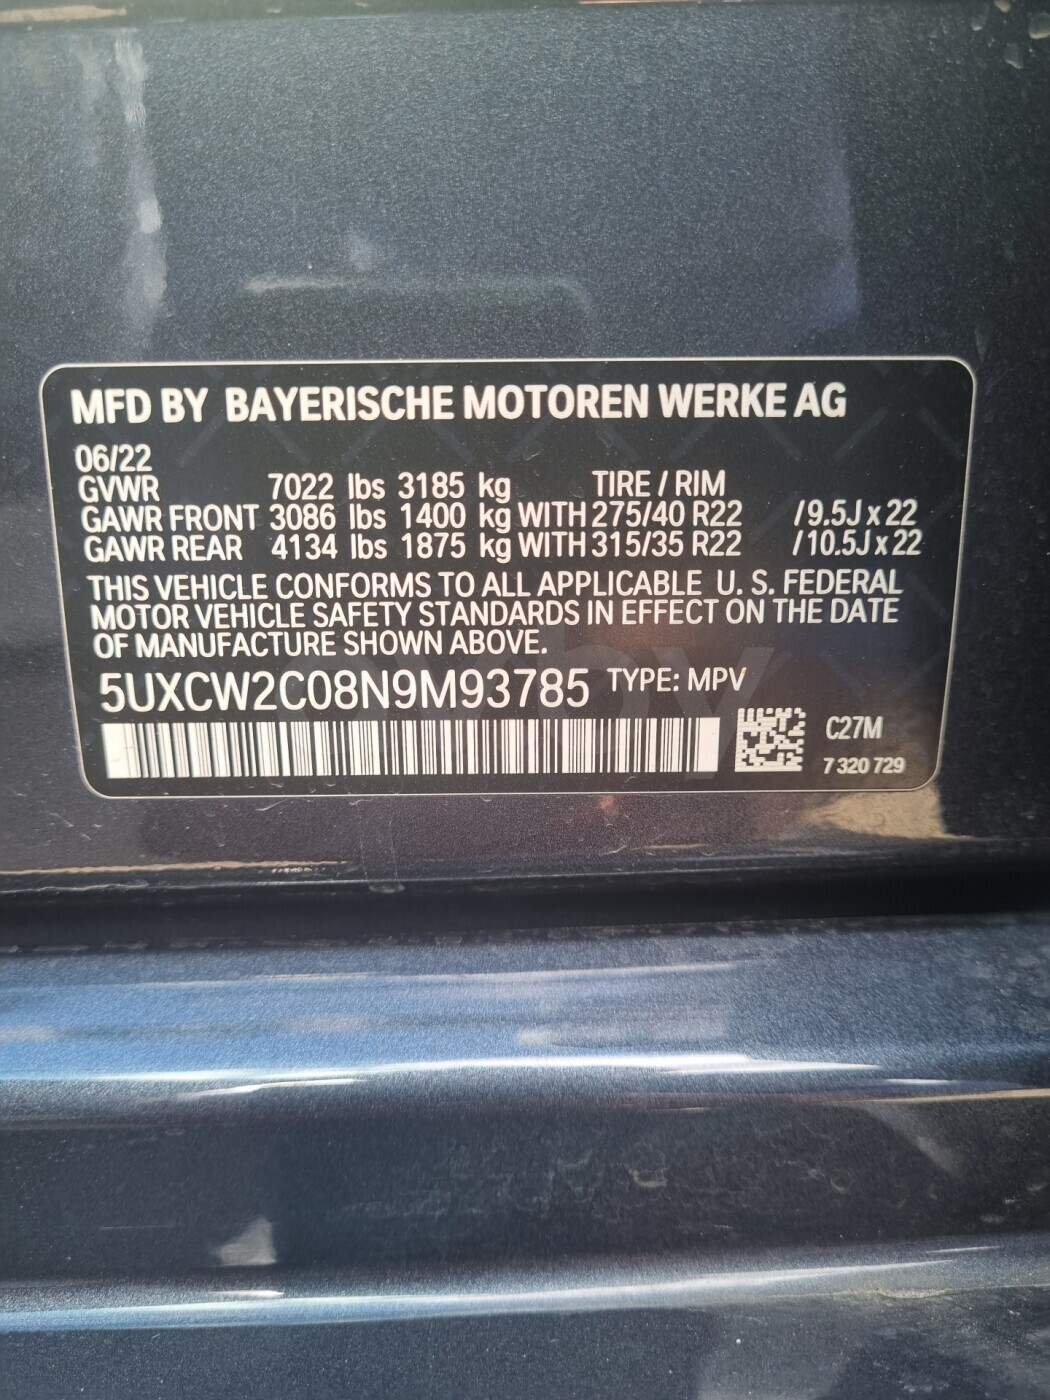 MFD BY BAYERISCHE MOTOREN WERKE AG
06/22
GVWR 7022 lbs 3185 kg TIRE / RIM
GAWR FRONT 3086 lbs 1400 kg WITH 275/40 R22 /9.5J x 22
GAWR REAR 4134 lbs 1875 kg WITH 315/35 R22 /10.5J x 22
THIS VEHICLE CONFORMS TO ALL APPLICABLE U. S. FEDERAL
MOTOR VEHICLE SAFETY STANDARDS IN EFFECT ON THE DATE
OF MANUFACTURE SHOWN ABOVE.
5UXCW2C08N9M93785 TYPE: MPV
C27M
7 320 729